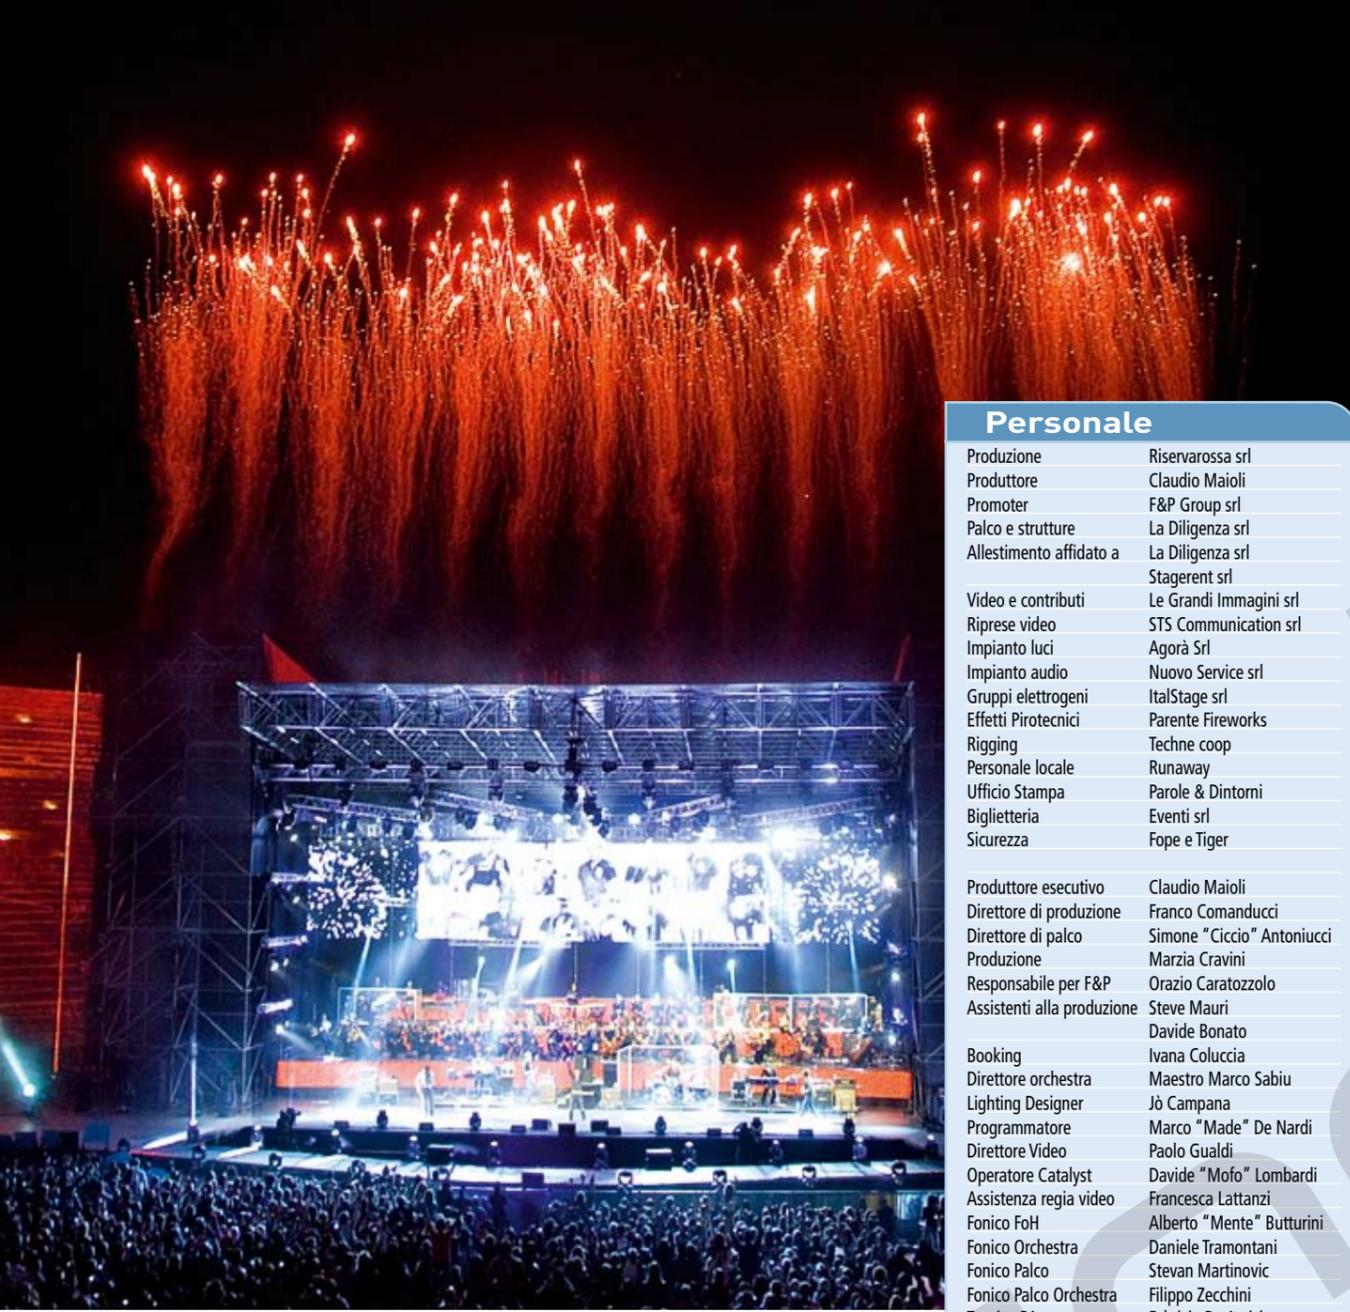 Personale
Produzione Riservarossa srl
Produttore Claudio Maioli
Promoter F&P Group srl
Palco e strutture La Diligenza srl
Allestimento affidato a La Diligenza srl
Stagerent srl
Video e contributi Le Grandi Immagini srl
Riprese video STS Communication srl
Impianto luci Agorà Srl
Impianto audio Nuovo Service srl
Gruppi elettrogeni ItalStage srl
Effetti Pirotecnici Parente Fireworks
Rigging Techne coop
Personale locale Runaway
Ufficio Stampa Parole & Dintorni
Biglietteria Eventi srl
Sicurezza Fope e Tiger
Produttore esecutivo Claudio Maioli
Direttore di produzione Franco Comanducci
Direttore di palco Simone "Ciccio" Antoniucci
Produzione Marzia Cravini
Responsabile per F&P Orazio Caratozzolo
Assistenti alla produzione Steve Mauri
Davide Bonato
Booking Ivana Coluccia
Direttore orchestra Maestro Marco Sabiu
Lighting Designer Jò Campana
Programmatore Marco "Made" De Nardi
Direttore Video Paolo Gualdi
Operatore Catalyst Davide "Mofo" Lombardi
Assistenza regia video Francesca Lattanzi
Fonico FoH Alberto "Mente" Butturini
Fonico Orchestra Daniele Tramontani
Fonico Palco Stevan Martinovic
Fonico Palco Orchestra Filippo Zecchini